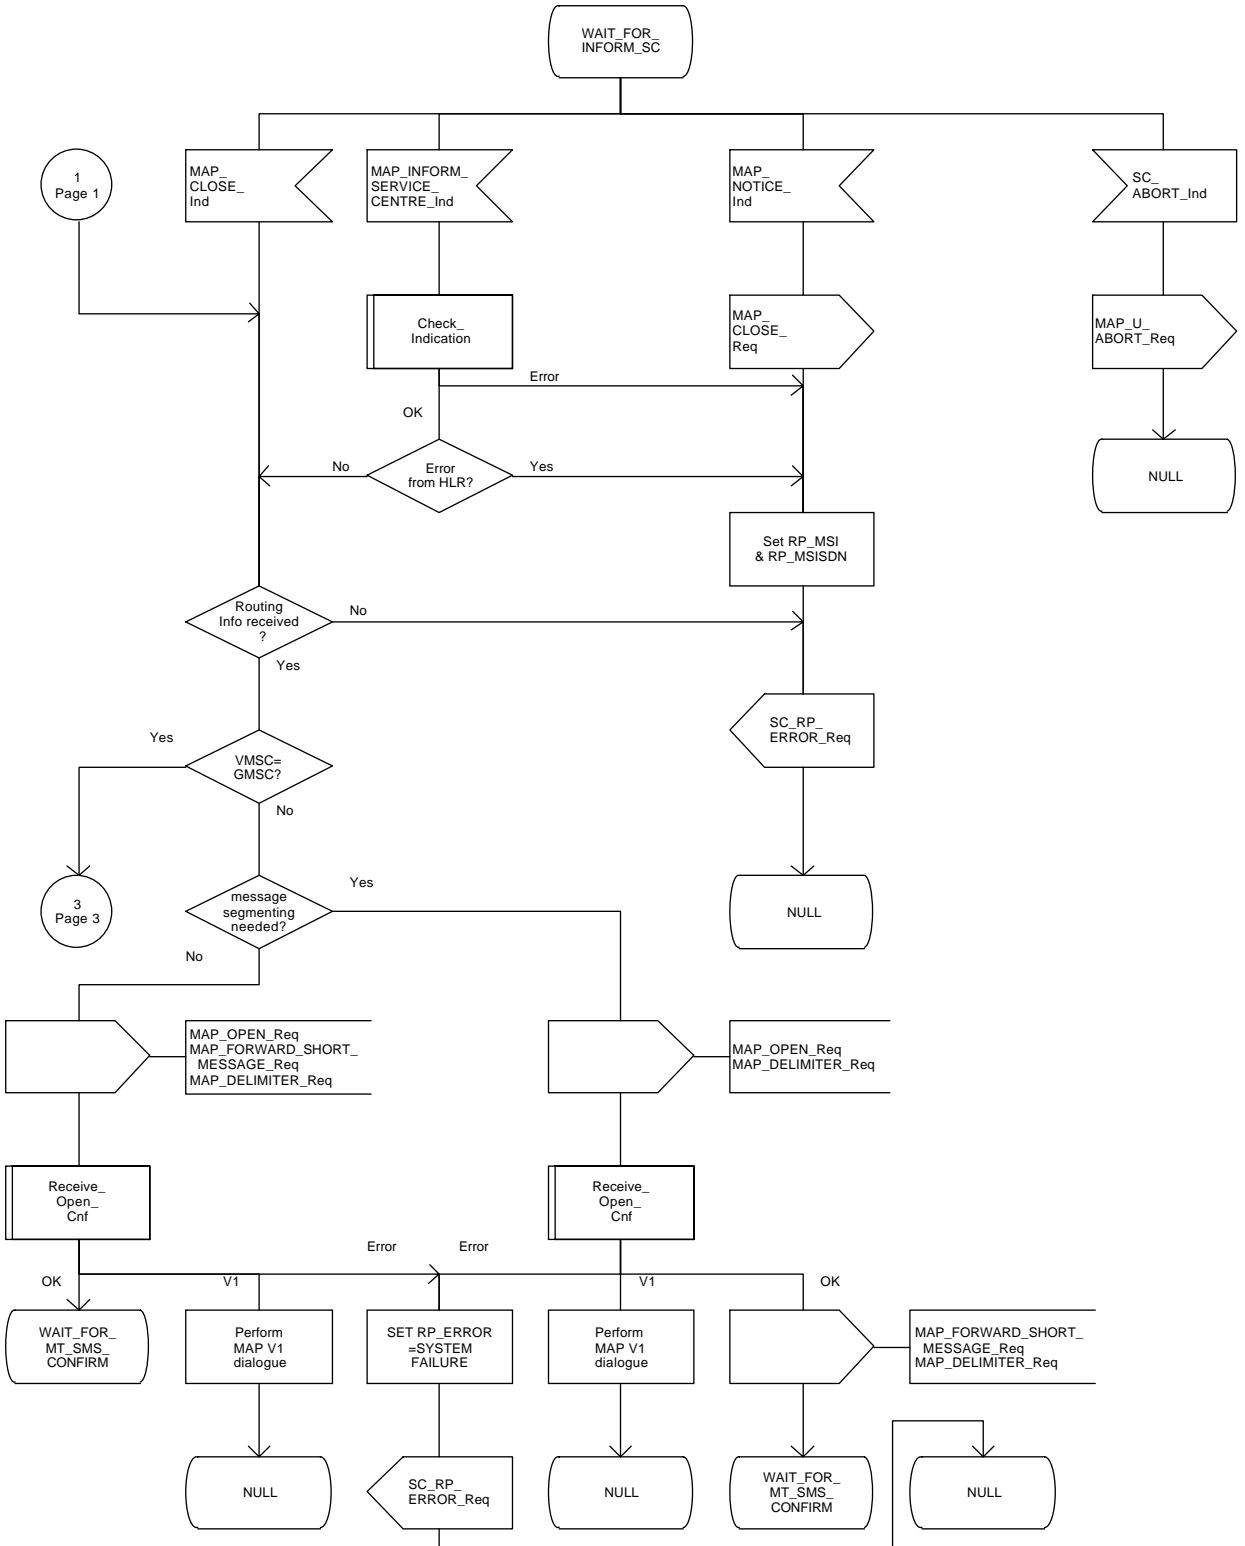 WAIT_FOR_
INFORM_SC
1
Page 1
MAP_
CLOSE_
Ind
MAP_INFORM_
SERVICE_
CENTRE_Ind
MAP_
NOTICE_
Ind
SC_
ABORT_Ind
Check_
Indication
MAP_
CLOSE_
Req
MAP_U_
ABORT_Req
Error
OK
No
Error
from HLR?
Yes
NULL
Set RP_MSI
& RP_MSISDN
Routing
Info received
?
No
Yes
SC_RP_
ERROR_Req
Yes
VMSC=
GMSC?
No
3
Page 3
message
segmenting
needed?
Yes
NULL
No
MAP_OPEN_Req
MAP_FORWARD_SHORT_
MESSAGE_Req
MAP_DELIMITER_Req
MAP_OPEN_Req
MAP_DELIMITER_Req
Receive_
Open_
Cnf
Receive_
Open_
Cnf
Error
Error
OK
V1
V1
OK
WAIT_FOR_
MT_SMS_
CONFIRM
Perform
MAP V1
dialogue
SET RP_ERROR
=SYSTEM
FAILURE
Perform
MAP V1
dialogue
MAP_FORWARD_SHORT_
MESSAGE_Req
MAP_DELIMITER_Req
NULL
SC_RP_
ERROR_Req
NULL
WAIT_FOR_
MT_SMS_
CONFIRM
NULL